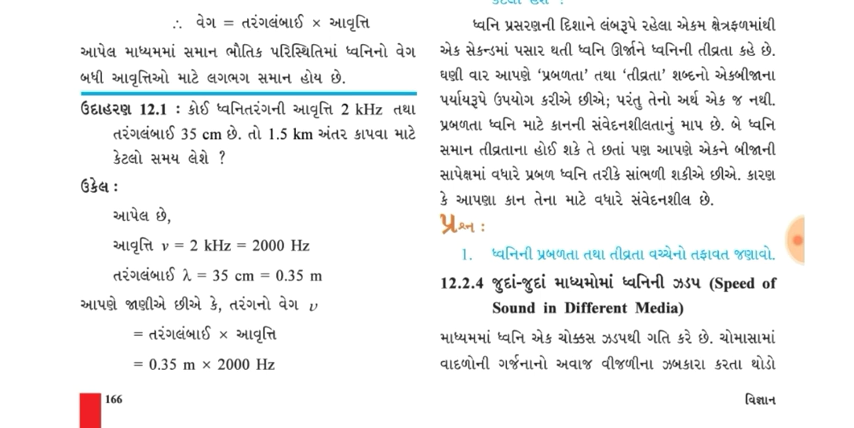 ∴ વેગ = તરંગલંબાઈ × આવૃત્તિ
આપેલ માધ્યમમાં સમાન ભૌતિક પરિસ્થિતિમાં ધ્વનિનો વેગ
બધી આવૃત્તિઓ માટે લગભગ સમાન હોય છે.
ઉદાહરણ 12.1 : કોઈ ધ્વનિતરંગની આવૃત્તિ 2 kHz તથા
તરંગલંબાઈ 35 cm છે. તો 1.5 km અંતર કાપવા માટે
કેટલો સમય લેશે ?
ઉકેલ :
આપેલ છે,
આવૃત્તિ ν = 2 kHz = 2000 Hz
તરંગલંબાઈ λ = 35 cm = 0.35 m
આપણે જાણીએ છીએ કે, તરંગનો વેગ υ
= તરંગલંબાઈ × આવૃત્તિ
= 0.35 m × 2000 Hz
166
ધ્વનિ પ્રસરણની દિશાને લંબરૂપે રહેલા એકમ ક્ષેત્રફળમાંથી
એક સેકન્ડમાં પસાર થતી ધ્વનિ ઊર્જાને ધ્વનિની તીવ્રતા કહે છે.
ઘણી વાર આપણે ‘પ્રબળતા’ તથા ‘તીવ્રતા’ શબ્દનો એકબીજાના
પર્યાયરૂપે ઉપયોગ કરીએ છીએ; પરંતુ તેનો અર્થ એક જ નથી.
પ્રબળતા ધ્વનિ માટે કાનની સંવેદનશીલતાનું માપ છે. બે ધ્વનિ
સમાન તીવ્રતાના હોઈ શકે તે છતાં પણ આપણે એકને બીજાની
સાપેક્ષમાં વધારે પ્રબળ ધ્વનિ તરીકે સાંભળી શકીએ છીએ. કારણ
કે આપણા કાન તેના માટે વધારે સંવેદનશીલ છે.
પ્રશ્ન :
1. ધ્વનિની પ્રબળતા તથા તીવ્રતા વચ્ચેનો તફાવત જણાવો.
12.2.4 જુદાં-જુદાં માધ્યમોમાં ધ્વનિની ઝડપ (Speed of
Sound in Different Media)
માધ્યમમાં ધ્વનિ એક ચોક્કસ ઝડપથી ગતિ કરે છે. ચોમાસામાં
વાદળોની ગર્જનાનો અવાજ વીજળીના ઝબકારા કરતા થોડો
વિજ્ઞાન